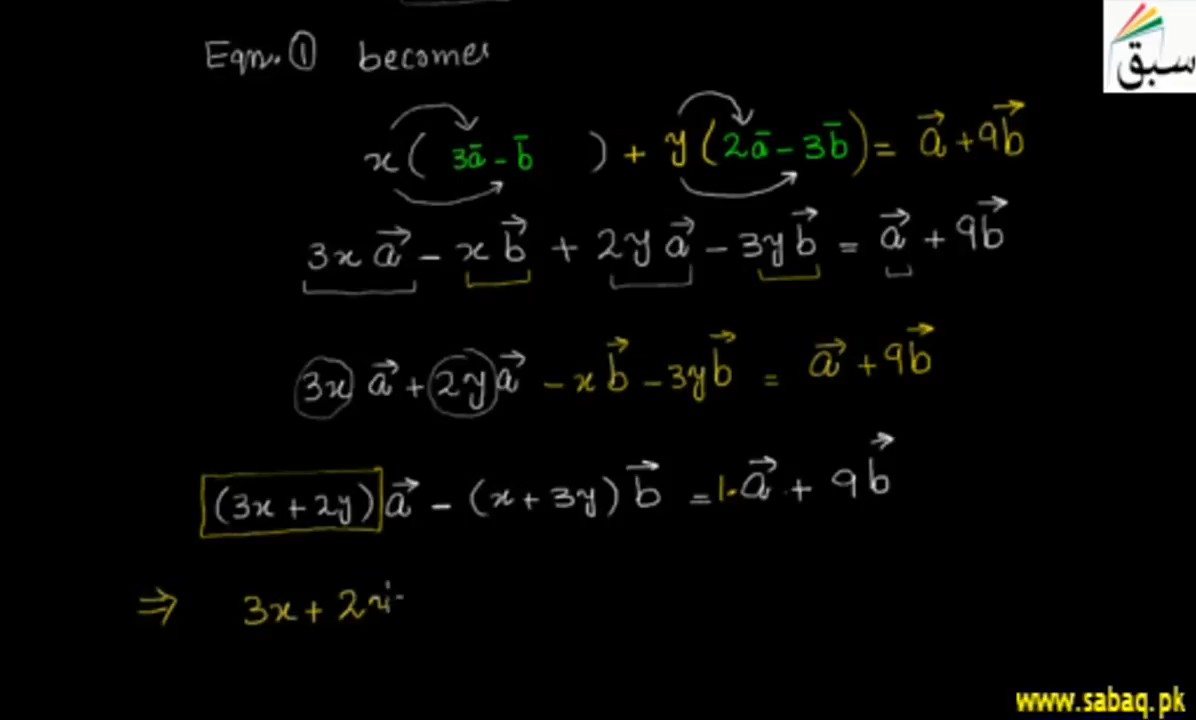 سبق
Eqn. ① becomes
x( 3a̅ - b̅ ) + y(2a̅ - 3b̅) = a⃗ + 9b⃗
3x a⃗ - x b⃗ + 2y a⃗ - 3y b⃗ = a⃗ + 9b⃗
3x a⃗ + 2y a⃗ - x b⃗ - 3y b⃗ = a⃗ + 9b⃗
(3x + 2y) a⃗ - (x + 3y) b⃗ = 1. a⃗ + 9b⃗
⇒ 3x + 2
www.sabaq.pk